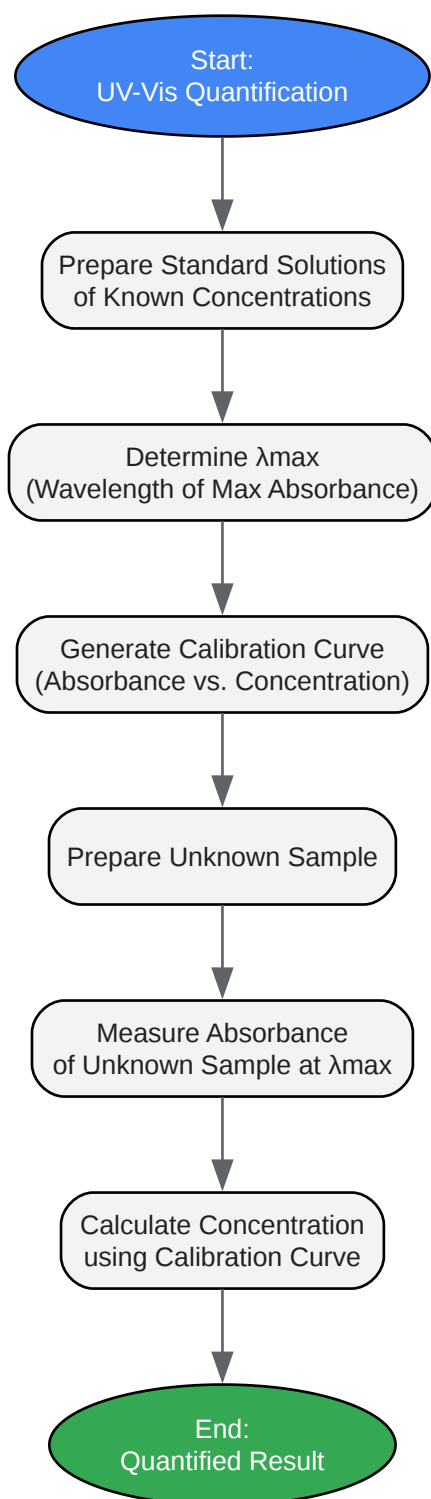 Start:
UV-Vis Quantification
Prepare Standard Solutions
of Known Concentrations
Determine λmax
(Wavelength of Max Absorbance)
Generate Calibration Curve
(Absorbance vs. Concentration)
Prepare Unknown Sample
Measure Absorbance
of Unknown Sample at λmax
Calculate Concentration
using Calibration Curve
End:
Quantified Result